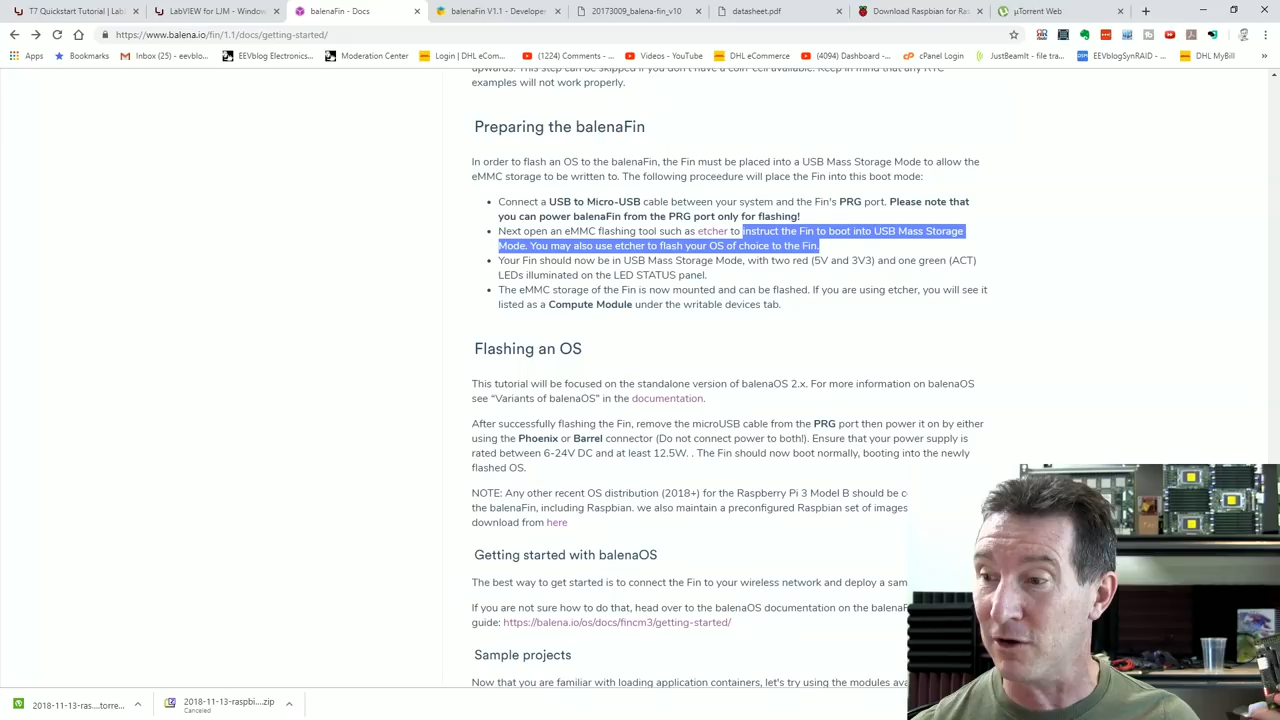 T7 Quickstart Tutorial | Lab
LabVIEW for LJM - Window
balenaFin - Docs
balenaFin V1.1 - Developer
20173009_balena-fin_v10
datasheet.pdf
Download Raspbian for Ras
µTorrent Web
https://www.balena.io/fin/1.1/docs/getting-started/
Apps
Bookmarks
Inbox (25) - eevblo...
EEVblog Electronics...
Moderation Center
Login | DHL eCom...
(1224) Comments - ...
Videos - YouTube
DHL eCommerce
(4094) Dashboard - ...
cPanel Login
JustBeamIt - file tra...
EEVblogSynRAID - ...
DHL MyBill
upwards. This step can be skipped if you don't have a coin-cell available. Keep in mind that any RTC
examples will not work properly.
Preparing the balenaFin
In order to flash an OS to the balenaFin, the Fin must be placed into a USB Mass Storage Mode to allow the
eMMC storage to be written to. The following proceedure will place the Fin into this boot mode:
Connect a USB to Micro-USB cable between your system and the Fin's PRG port. Please note that
you can power balenaFin from the PRG port only for flashing!
Next open an eMMC flashing tool such as etcher to instruct the Fin to boot into USB Mass Storage
Mode. You may also use etcher to flash your OS of choice to the Fin.
Your Fin should now be in USB Mass Storage Mode, with two red (5V and 3V3) and one green (ACT)
LEDs illuminated on the LED STATUS panel.
The eMMC storage of the Fin is now mounted and can be flashed. If you are using etcher, you will see it
listed as a Compute Module under the writable devices tab.
Flashing an OS
This tutorial will be focused on the standalone version of balenaOS 2.x. For more information on balenaOS
see “Variants of balenaOS” in the documentation.
After successfully flashing the Fin, remove the microUSB cable from the PRG port then power it on by either
using the Phoenix or Barrel connector (Do not connect power to both!). Ensure that your power supply is
rated between 6-24V DC and at least 12.5W. . The Fin should now boot normally, booting into the newly
flashed OS.
NOTE: Any other recent OS distribution (2018+) for the Raspberry Pi 3 Model B should be co
the balenaFin, including Raspbian. we also maintain a preconfigured Raspbian set of images
download from here
Getting started with balenaOS
The best way to get started is to connect the Fin to your wireless network and deploy a sam
If you are not sure how to do that, head over to the balenaOS documentation on the balenaF
guide: https://balena.io/os/docs/fincm3/getting-started/
Sample projects
Now that you are familiar with loading application containers, let's try using the modules ava
2018-11-13-ras....torre...
2018-11-13-raspbi....zip
Canceled